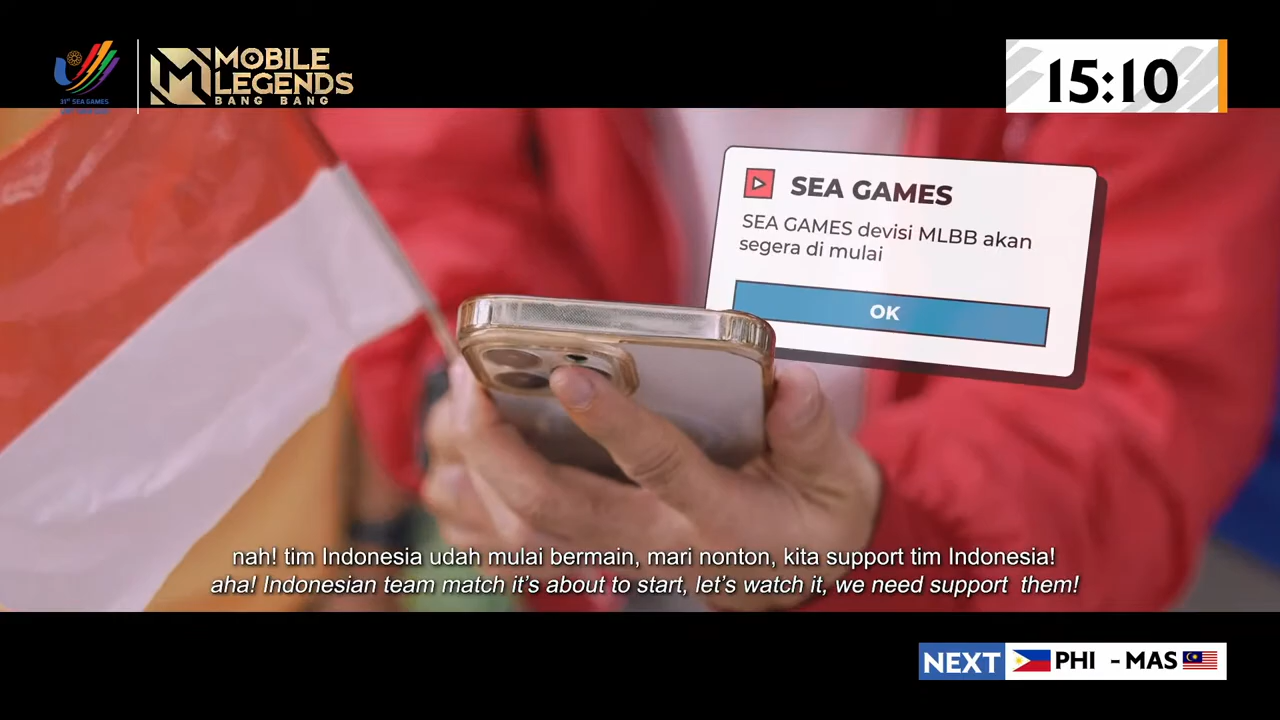 31ST SEA GAMES
MOBILE
LEGENDS
BANG BANG
15:10
SEA GAMES
SEA GAMES devisi MLBB akan
segera di mulai
OK
nah! tim Indonesia udah mulai bermain, mari nonton, kita support tim Indonesia!
aha! Indonesian team match it's about to start, let's watch it, we need support them!
NEXT PHI - MAS